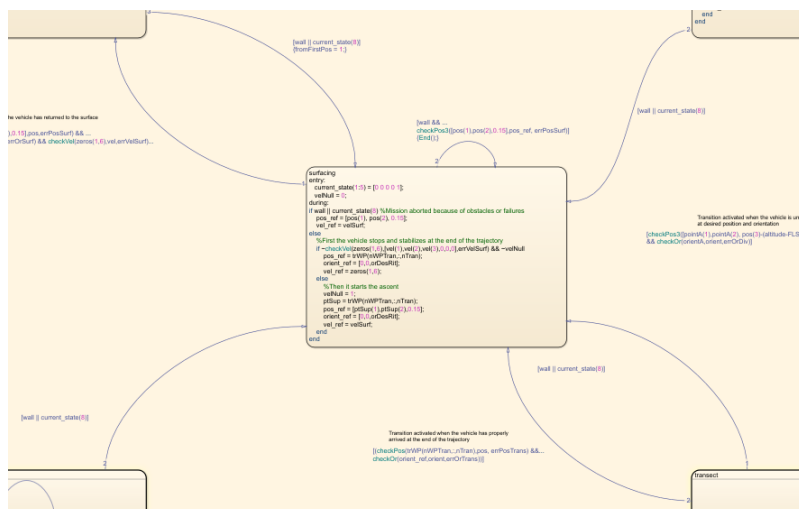 end
end
2
2
[wall || current_state(8)]
{fromFirstPos = 1;}
[wall || current_state(8)]
the vehicle has returned to the surface
),0.15],pos,errPosSurf) && ...
errOrSurf) && checkVel(zeros(1,6),vel,errVelSurf)...
[wall && ...
checkPos3([pos(1),pos(2),0.15],pos_ref, errPosSurf)]
{End();}
2
1
surfacing
entry:
current_state(1:5) = [0 0 0 0 1];
velNull = 0;
during:
if wall || current_state(8) %Mission aborted because of obstacles or failures
pos_ref = [pos(1), pos(2), 0.15];
vel_ref = velSurf;
else
%First the vehicle stops and stabilizes at the end of the trajectory
if ~checkVel(zeros(1,6),[vel(1),vel(2),vel(3),0,0,0],errVelSurf) && ~velNull
pos_ref = trWP(nWPTran,:,nTran);
orient_ref = [0,0,orDesRit];
vel_ref = zeros(1,6);
else
%Then it starts the ascent
velNull = 1;
ptSup = trWP(nWPTran,:,nTran);
pos_ref = [ptSup(1),ptSup(2),0.15];
orient_ref = [0,0,orDesRit];
vel_ref = velSurf;
end
end
Transition activated when the vehicle is un
at desired position and orientation
[checkPos3([pointA(1),pointA(2), pos(3)-(altitude-FLS
&& checkOr(orientA,orient,errOrDiv)]
[wall || current_state(8)]
[wall || current_state(8)]
Transition activated when the vehicle has properly
arrived at the end of the trajectory
[(checkPos(trWP(nWPTran,:,nTran),pos, errPosTrans) &&...
checkOr(orient_ref,orient,errOrTrans))]
2
1
transect